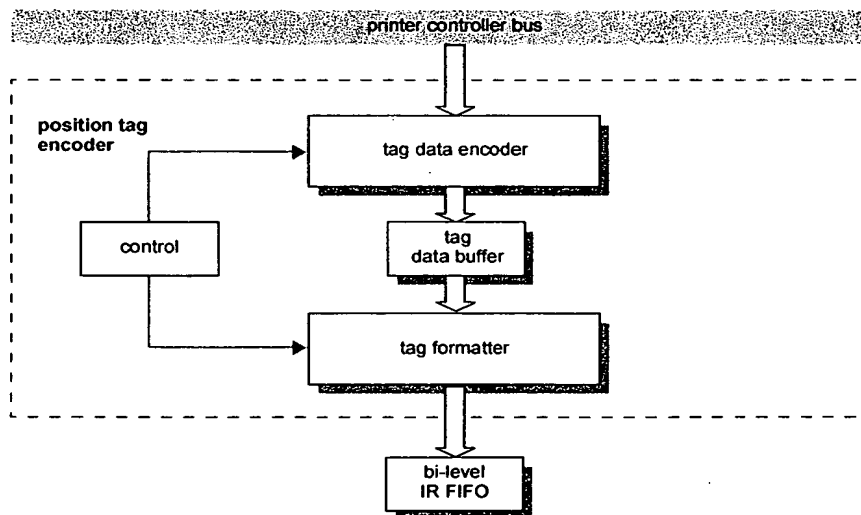 printer controller bus
position tag
encoder
tag data encoder
control
tag
data buffer
tag formatter
bi-level
IR FIFO